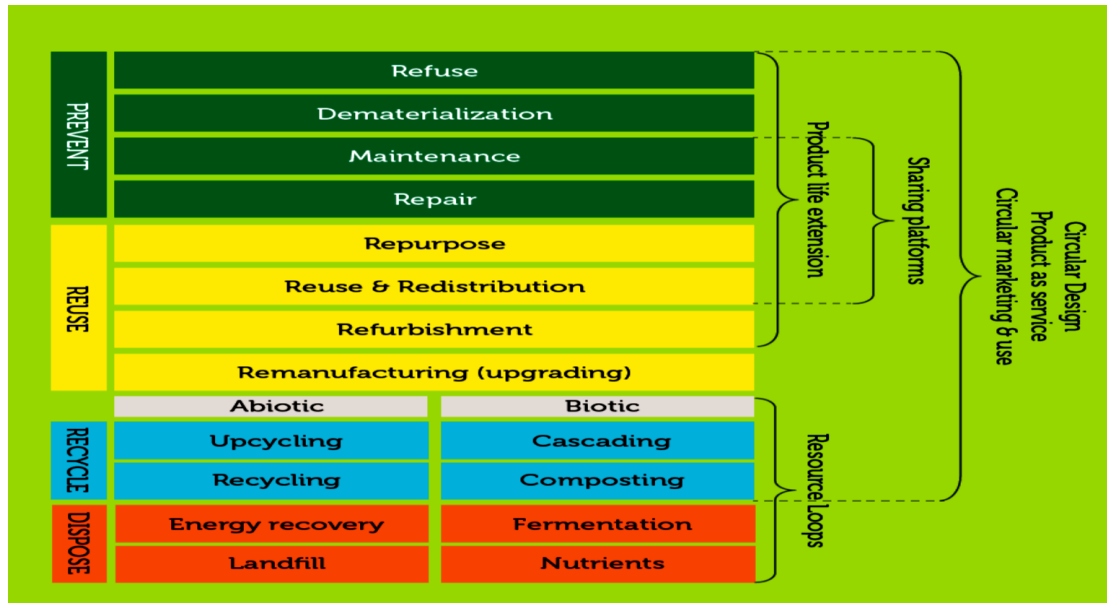 PREVENT
Refuse
Dematerialization
Maintenance
Repair
REUSE
Repurpose
Reuse & Redistribution
Refurbishment
Remanufacturing (upgrading)
Abiotic
Biotic
RECYCLE
Upcycling
Cascading
Recycling
Composting
DISPOSE
Energy recovery
Fermentation
Landfill
Nutrients
Product life extension
Sharing platforms
Circular Design
Product as service
Circular marketing & use
Resource Loops